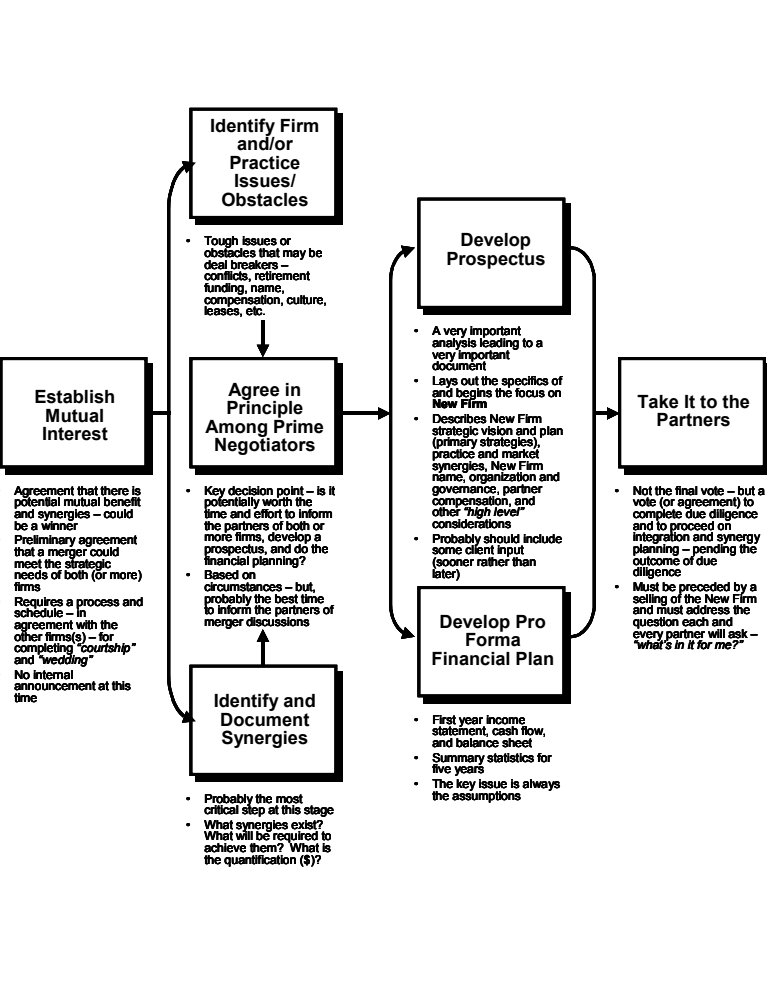 Identify Firm
and/or
Practice
Issues/
Obstacles
• Tough issues or
obstacles that may be
deal breakers –
conflicts, retirement
funding, name,
compensation, culture,
leases, etc.
Establish
Mutual
Interest
Agreement that there is
potential mutual benefit
and synergies – could
be a winner
Preliminary agreement
that a merger could
meet the strategic
needs of both (or more)
firms
Requires a process and
schedule – in
agreement with the
other firms(s) – for
completing "courtship"
and "wedding"
No internal
announcement at this
time
Agree in
Principle
Among Prime
Negotiators
• Key decision point – is it
potentially worth the
time and effort to inform
the partners of both or
more firms, develop a
prospectus, and do the
financial planning?
• Based on
circumstances – but,
probably the best time
to inform the partners of
merger discussions
Identify and
Document
Synergies
• Probably the most
critical step at this stage
• What synergies exist?
What will be required to
achieve them? What is
the quantification ($)?
Develop
Prospectus
• A very important
analysis leading to a
very important
document
• Lays out the specifics of
and begins the focus on
New Firm
• Describes New Firm
strategic vision and plan
(primary strategies),
practice and market
synergies, New Firm
name, organization and
governance, partner
compensation, and
other "high level"
considerations
• Probably should include
some client input
(sooner rather than
later)
Develop Pro
Forma
Financial Plan
• First year income
statement, cash flow,
and balance sheet
• Summary statistics for
five years
• The key issue is always
the assumptions
Take It to the
Partners
• Not the final vote – but a
vote (or agreement) to
complete due diligence
and to proceed on
integration and synergy
planning – pending the
outcome of due
diligence
• Must be preceded by a
selling of the New Firm
and must address the
question each and
every partner will ask –
"what's in it for me?"